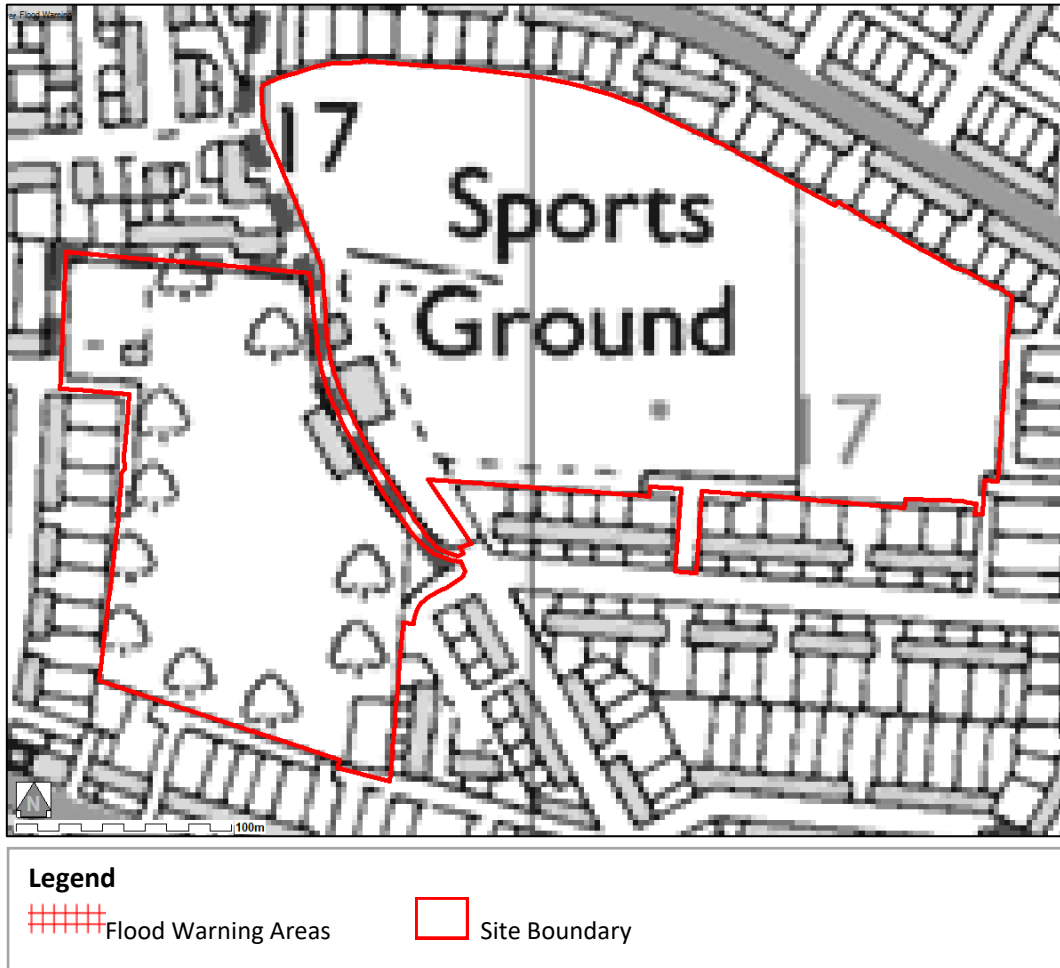 Flood Warning
17
Sports
Ground
17
N
100m
Legend
Flood Warning Areas
Site Boundary